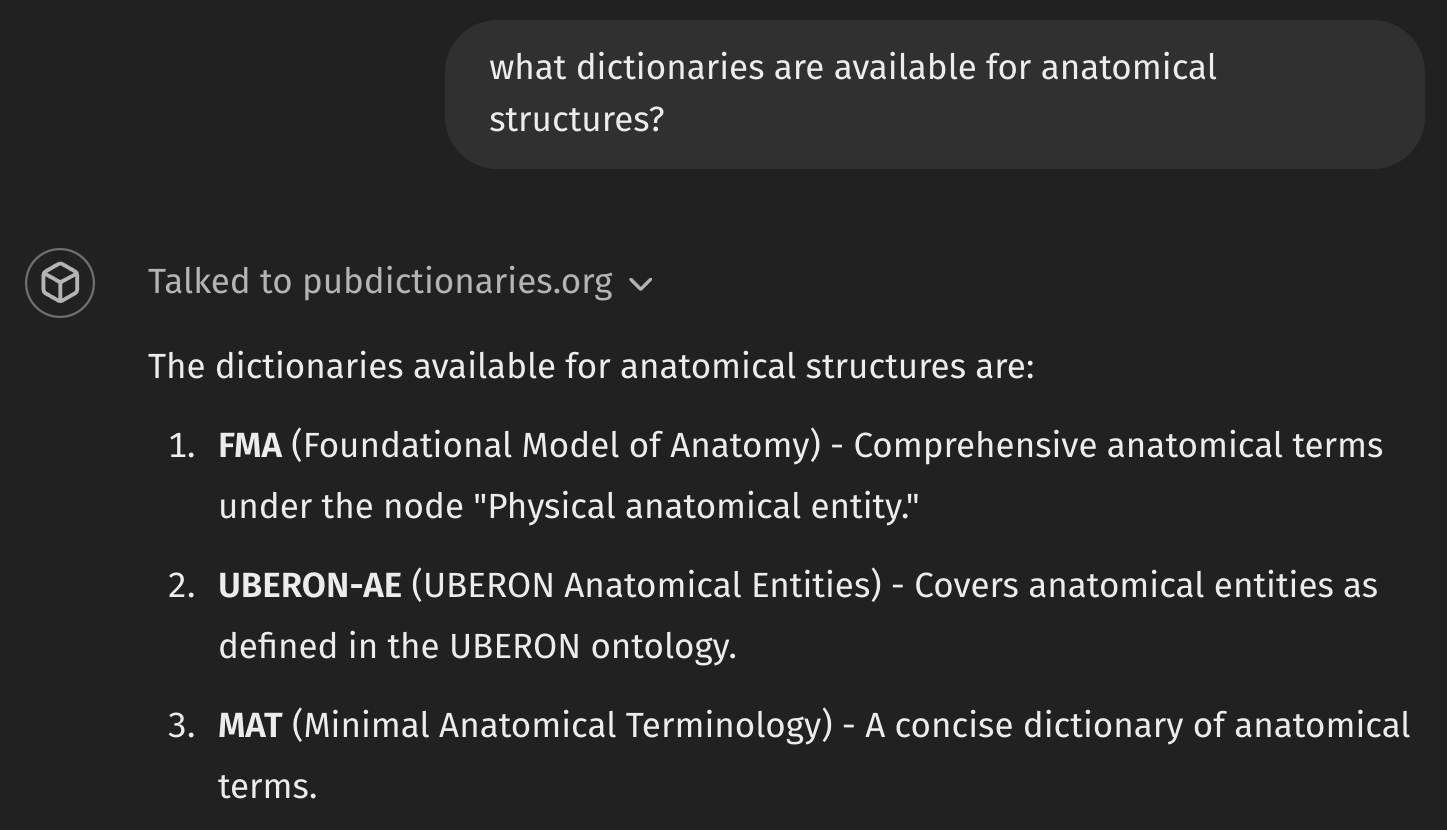 what dictionaries are available for anatomical
structures?
Talked to pubdictionaries.org
The dictionaries available for anatomical structures are:
1. FMA (Foundational Model of Anatomy) - Comprehensive anatomical terms
under the node "Physical anatomical entity."
2. UBERON-AE (UBERON Anatomical Entities) - Covers anatomical entities as
defined in the UBERON ontology.
3. MAT (Minimal Anatomical Terminology) - A concise dictionary of anatomical
terms.